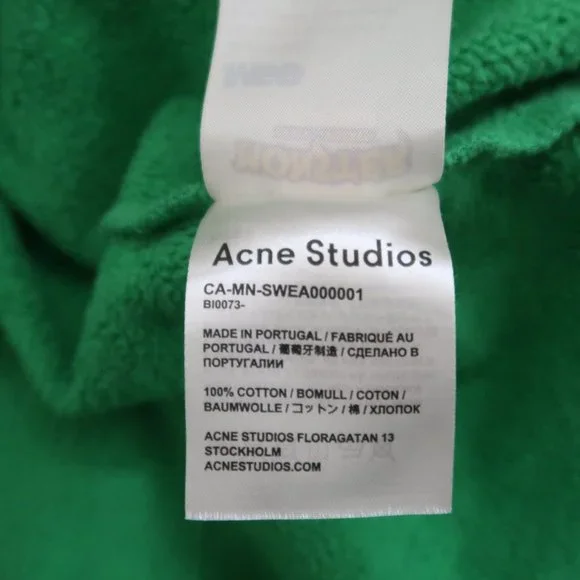 Acne Studios
CA-MN-SWEA000001
BI0073-
MADE IN PORTUGAL / FABRIQUÉ AU
PORTUGAL / 葡萄牙制造 / СДЕЛАНО В
ПОРТУГАЛИИ
100% COTTON / BOMULL / COTON /
BAUMWOLLE / コットン / 棉 / ХЛОПОК
ACNE STUDIOS FLORAGATAN 13
STOCKHOLM
ACNESTUDIOS.COM